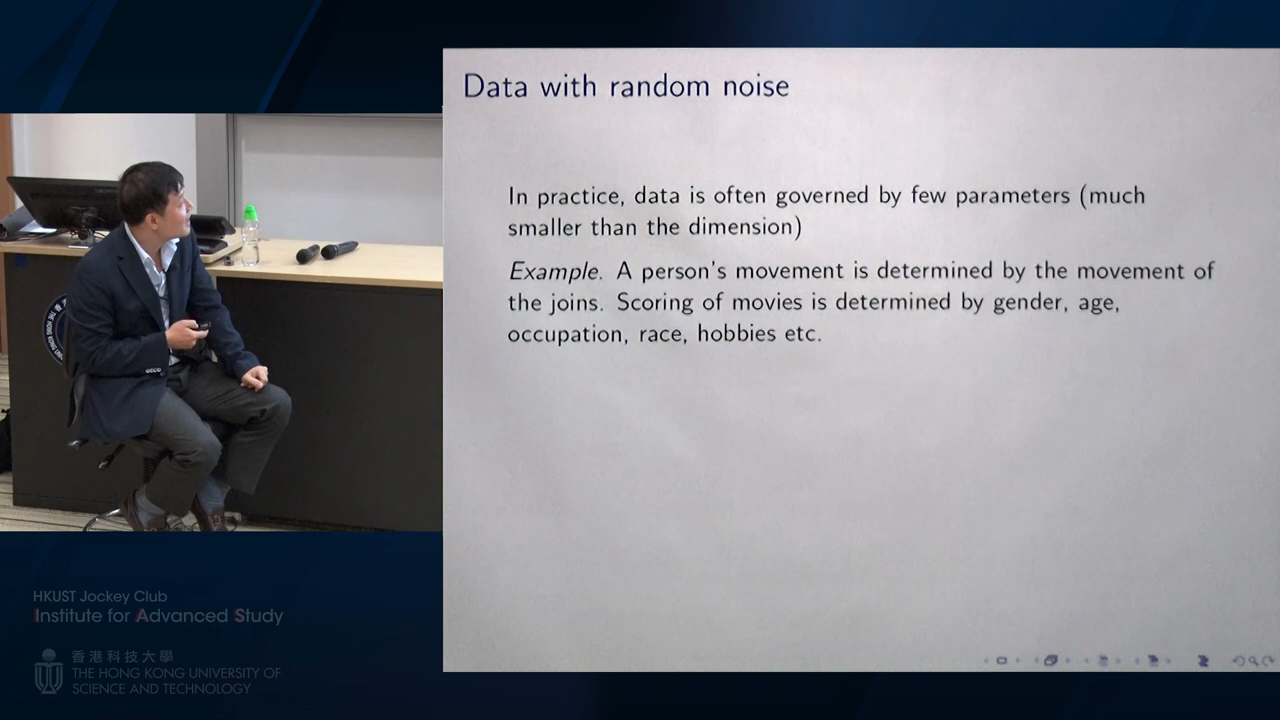 Data with random noise
In practice, data is often governed by few parameters (much
smaller than the dimension)
Example. A person's movement is determined by the movement of
the joins. Scoring of movies is determined by gender, age,
occupation, race, hobbies etc.
HKUST Jockey Club
Institute for Advanced Study
香港科技大學
THE HONG KONG UNIVERSITY OF
SCIENCE AND TECHNOLOGY